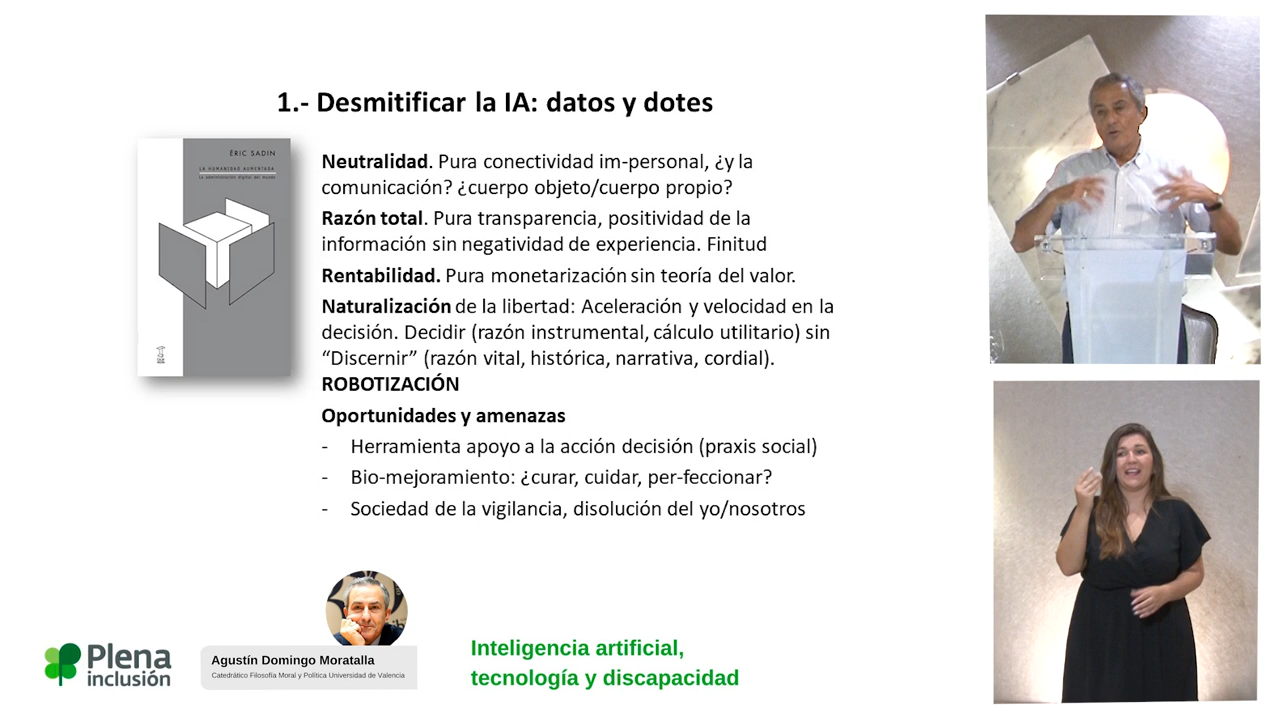 1.- Desmitificar la IA: datos y dotes
ÉRIC SADIN
LA HUMANIDAD AUMENTADA
La administración digital del mundo
Neutralidad. Pura conectividad im-personal, ¿y la
comunicación? ¿cuerpo objeto/cuerpo propio?
Razón total. Pura transparencia, positividad de la
información sin negatividad de experiencia. Finitud
Rentabilidad. Pura monetarización sin teoría del valor.
Naturalización de la libertad: Aceleración y velocidad en la
decisión. Decidir (razón instrumental, cálculo utilitario) sin
“Discernir” (razón vital, histórica, narrativa, cordial).
ROBOTIZACIÓN
Oportunidades y amenazas
- Herramienta apoyo a la acción decisión (praxis social)
- Bio-mejoramiento: ¿curar, cuidar, per-feccionar?
- Sociedad de la vigilancia, disolución del yo/nosotros
Plena
inclusión
Agustín Domingo Moratalla
Catedrático Filosofía Moral y Política Universidad de Valencia
Inteligencia artificial,
tecnología y discapacidad